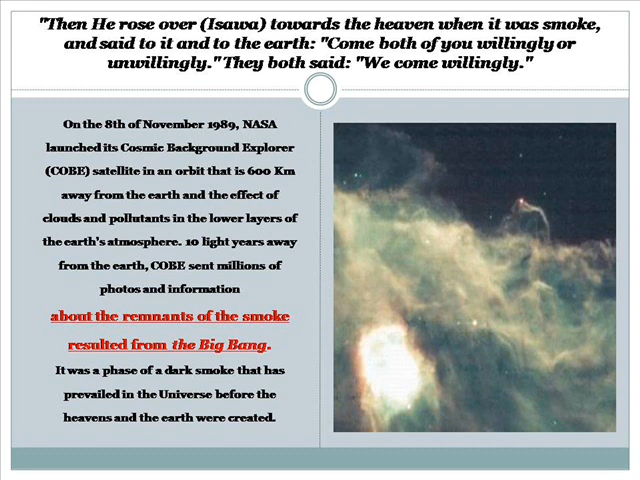 "Then He rose over (Isawa) towards the heaven when it was smoke,
and said to it and to the earth: "Come both of you willingly or
unwillingly." They both said: "We come willingly."
On the 8th of November 1989, NASA
launched its Cosmic Background Explorer
(COBE) satellite in an orbit that is 600 Km
away from the earth and the effect of
clouds and pollutants in the lower layers of
the earth's atmosphere. 10 light years away
from the earth, COBE sent millions of
photos and information
about the remnants of the smoke
resulted from the Big Bang.
It was a phase of a dark smoke that has
prevailed in the Universe before the
heavens and the earth were created.